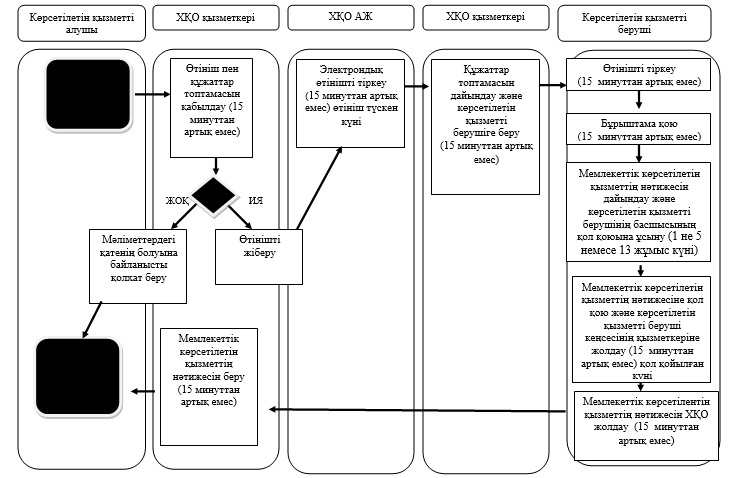 Көрсетілетін қызметті
алушы
ХҚО қызметкері
ХҚО АЖ
ХҚО қызметкері
Көрсетілетін қызметті
беруші
Өтініш пен
құжаттар
топтамасын
қабылдау (15
минуттан
артық емес)
ЖОҚ
ИЯ
Мәліметтердегі
қатенің болуына
байланысты
қолхат беру
Өтінішті
жіберу
Электрондық
өтінішті тіркеу
(15 минуттан артық
емес) өтініш түскен
күні
Құжаттар
топтамасын
дайындау және
көрсетілетін
қызметті
берушіге беру
(15 минуттан артық
емес)
Өтінішті тіркеу
(15 минуттан артық емес)
Бұрыштама қою
(15 минуттан артық емес)
Мемлекеттік көрсетілетін
қызметтің нәтижесін
дайындау және
көрсетілетін қызметті
берушінің басшысының
қол қоюына ұсыну (1 не 5
немесе 13 жұмыс күні)
Мемлекеттік көрсетілетін
қызметтің нәтижесіне қол
қою және көрсетілетін
қызметті беруші
кеңсесінің қызметкеріне
жолдау (15 минуттан
артық емес) қол қойылған
күні
Мемлекеттік көрсетілентін
қызметтің нәтижесін ХҚО
жолдау (15 минуттан
артық емес)
Мемлекеттік
көрсетілетін
қызметтің
нәтижесін беру
(15 минуттан
артық емес)